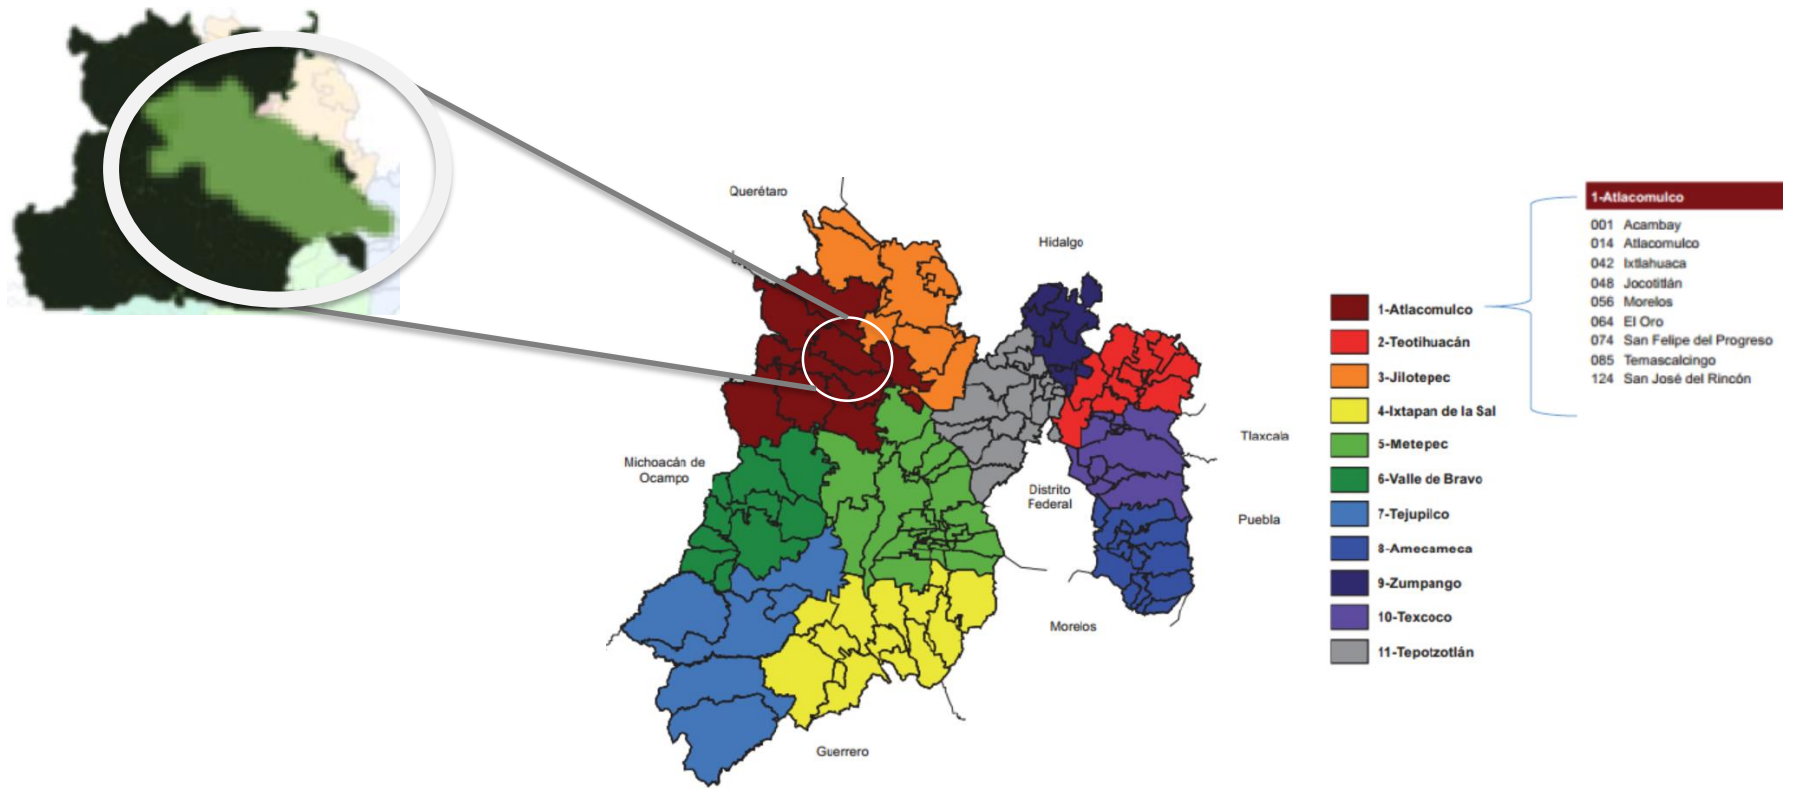 Querétaro
Hidalgo
Michoacán de
Ocampo
Distrito
Federal
Tlaxcala
Puebla
Morelos
Guerrero
1-Atlacomulco
2-Teotihuacán
3-Jilotepec
4-Ixtapan de la Sal
5-Metepec
6-Valle de Bravo
7-Tejupilco
8-Amecameca
9-Zumpango
10-Texcoco
11-Tepotzotlán
1-Atlacomulco
001 Acambay
014 Atlacomulco
042 Ixtlahuaca
048 Jocotitlán
056 Morelos
064 El Oro
074 San Felipe del Progreso
085 Temascalcingo
124 San José del Rincón